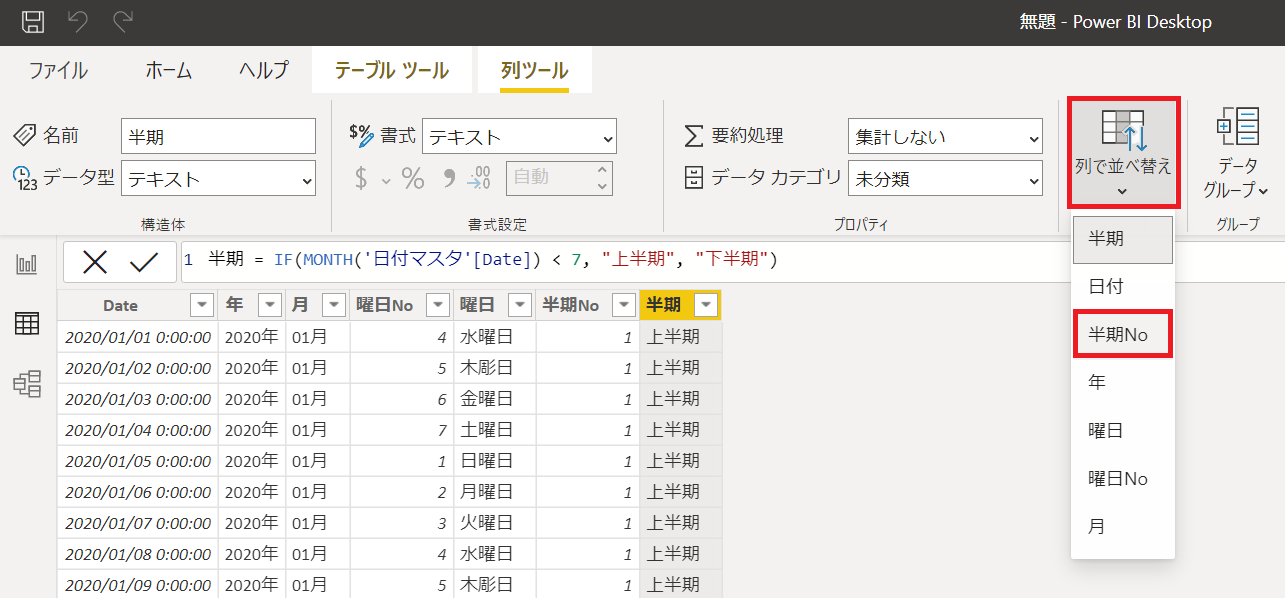 無題 - Power BI Desktop
ファイル ホーム ヘルプ テーブル ツール 列ツール
名前 半期 $% 書式 テキスト Σ 要約処理 集計しない 列で並べ替え データ グループ
123 データ型 テキスト $ % 9 .00 自動 データ カテゴリ 未分類
構造体 書式設定 プロパティ グループ
1 半期 = IF(MONTH('日付マスタ'[Date]) < 7, "上半期", "下半期")
Date 年 月 曜日No 曜日 半期No 半期
2020/01/01 0:00:00 2020年 01月 4 水曜日 1 上半期
2020/01/02 0:00:00 2020年 01月 5 木彫日 1 上半期
2020/01/03 0:00:00 2020年 01月 6 金曜日 1 上半期
2020/01/04 0:00:00 2020年 01月 7 土曜日 1 上半期
2020/01/05 0:00:00 2020年 01月 1 日曜日 1 上半期
2020/01/06 0:00:00 2020年 01月 2 月曜日 1 上半期
2020/01/07 0:00:00 2020年 01月 3 火曜日 1 上半期
2020/01/08 0:00:00 2020年 01月 4 水曜日 1 上半期
2020/01/09 0:00:00 2020年 01月 5 木彫日 1 上半期
半期
日付
半期No
年
曜日
曜日No
月